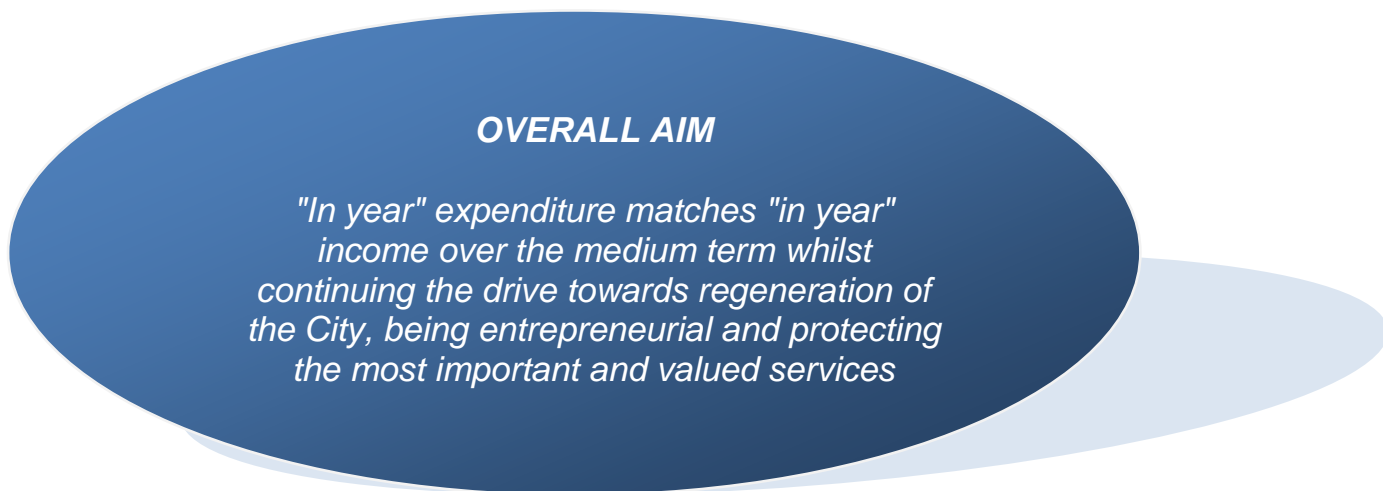 OVERALL AIM
"In year" expenditure matches "in year"
income over the medium term whilst
continuing the drive towards regeneration of
the City, being entrepreneurial and protecting
the most important and valued services